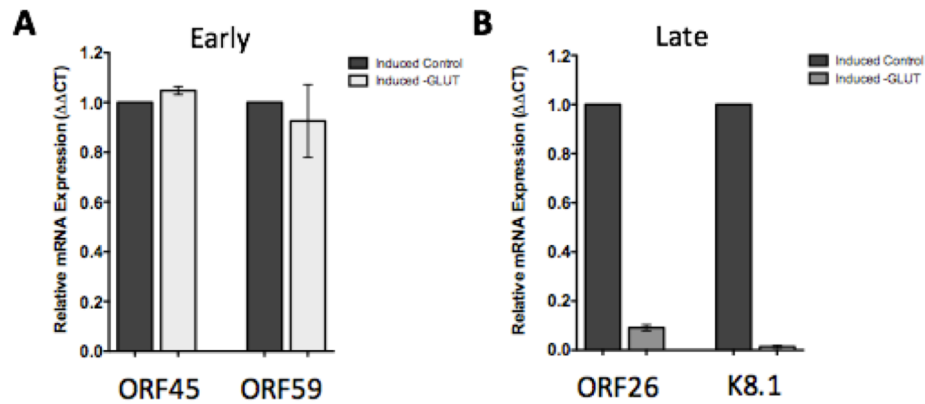 A
Early
Induced Control
Induced -GLUT
Relative mRNA Expression (ΔΔCT)
1.2
1.0
0.8
0.6
0.4
0.2
0.0
ORF45 ORF59
B
Late
Induced Control
Induced -GLUT
Relative mRNA Expression (ΔΔCT)
1.2
1.0
0.8
0.6
0.4
0.2
0.0
ORF26 K8.1